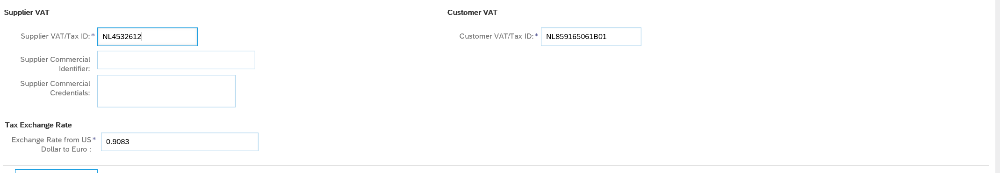 Supplier VAT
Customer VAT
Supplier VAT/Tax ID:* NL4532612
Customer VAT/Tax ID:* NL859165061B01
Supplier Commercial
Identifier:
Supplier Commercial
Credentials:
Tax Exchange Rate
Exchange Rate from US* 0.9083
Dollar to Euro :